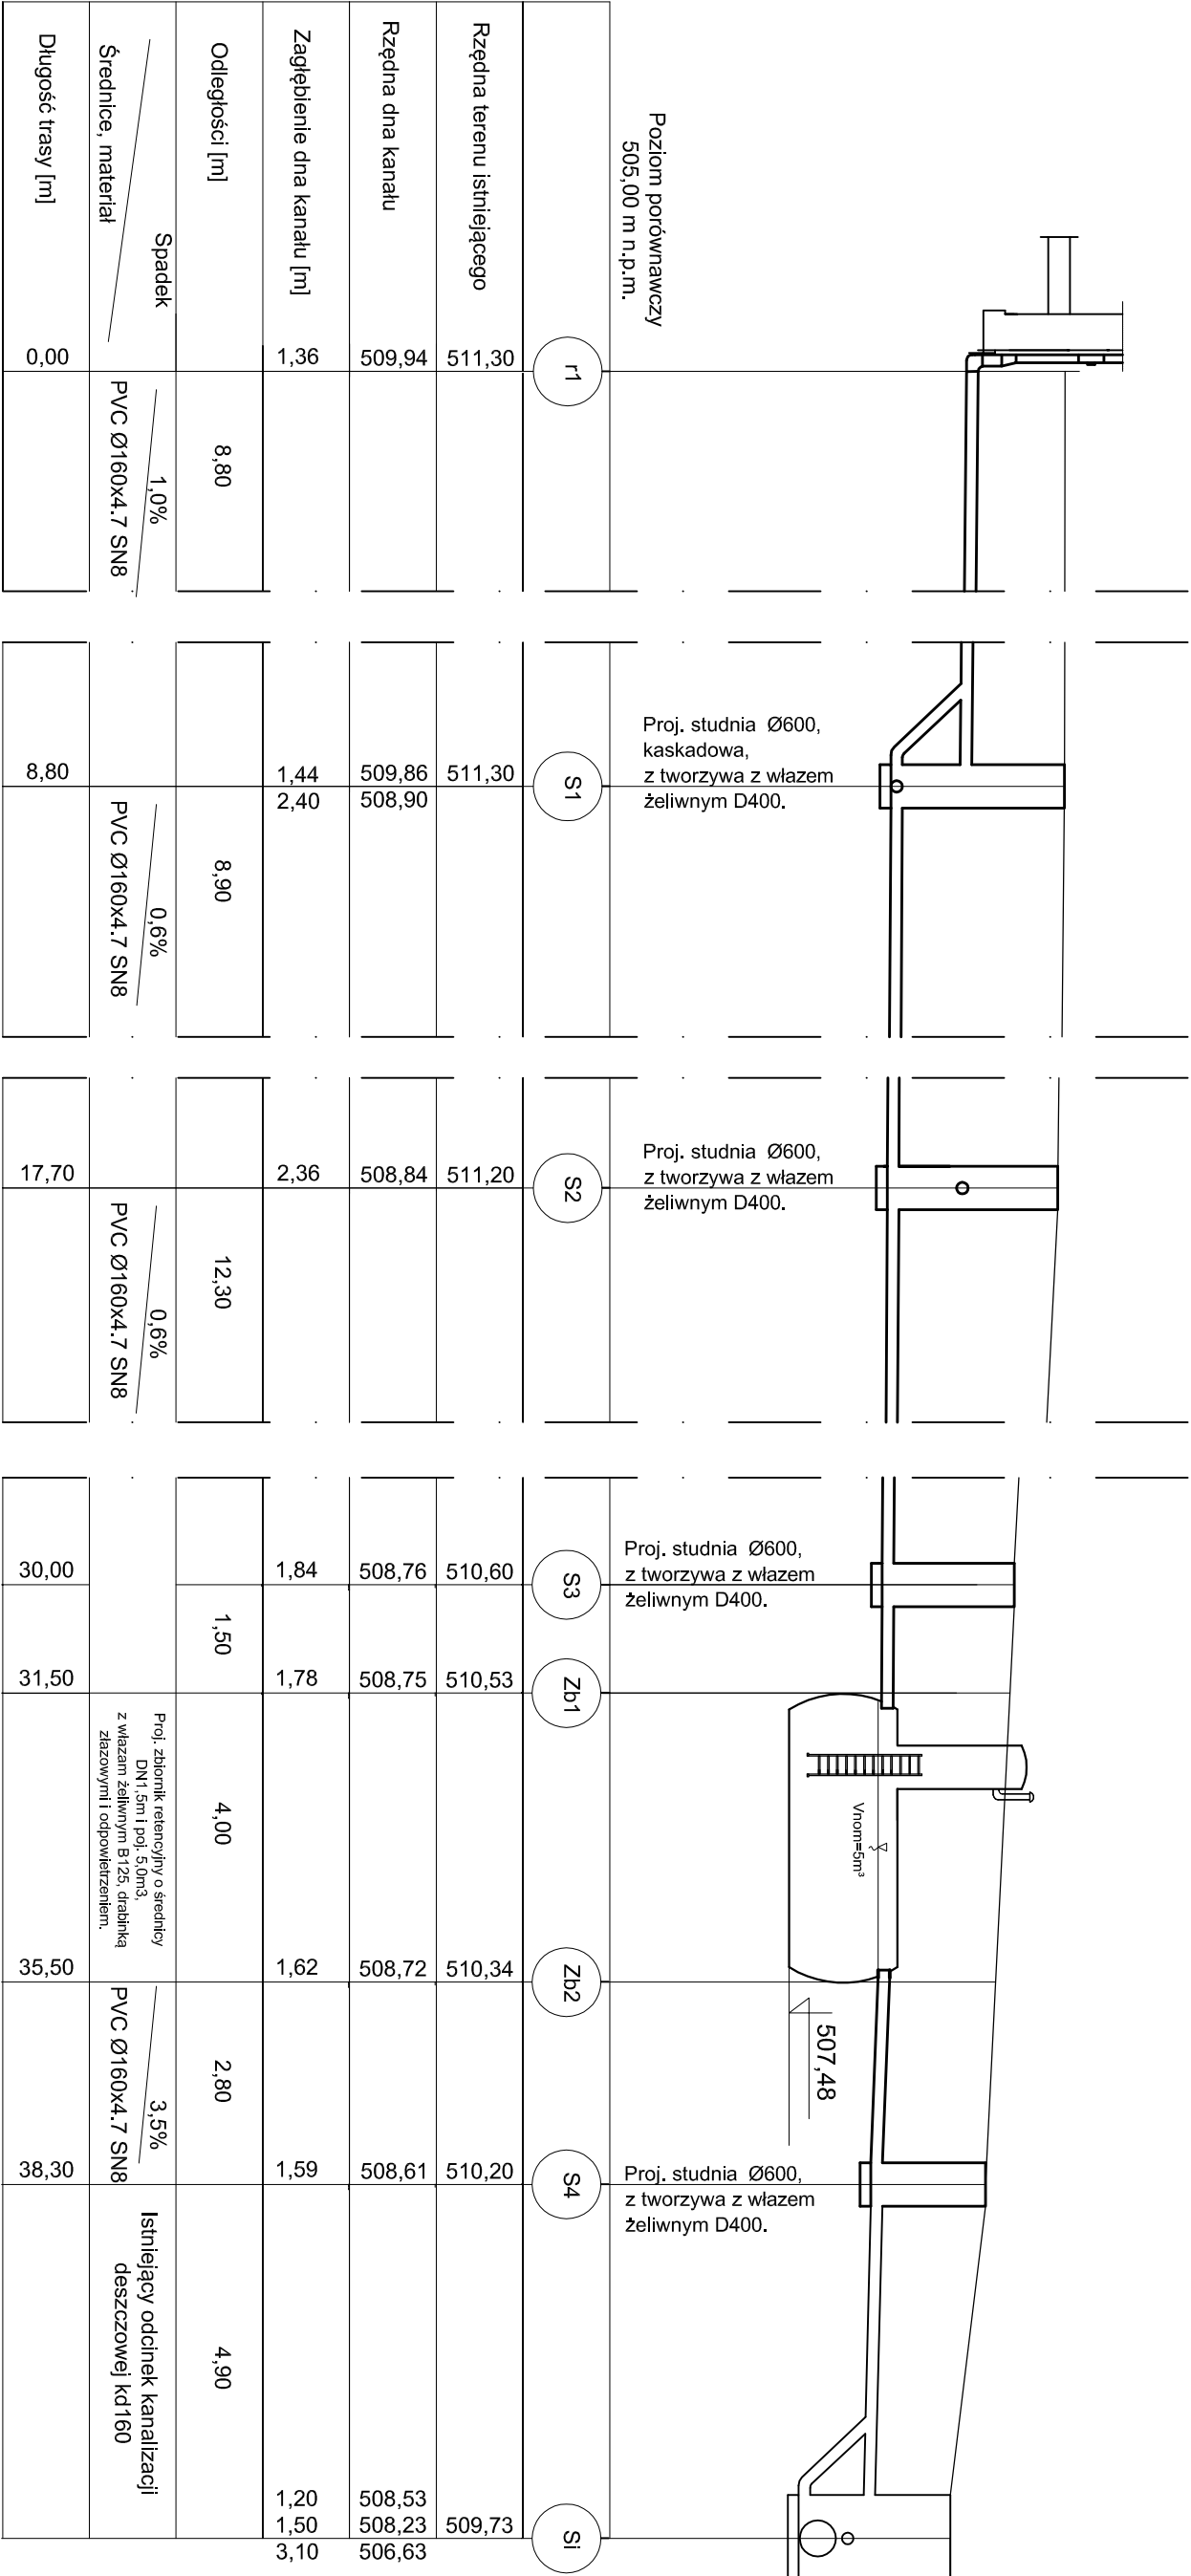 Poziom porównawczy
505,00 m n.p.m.
Rzędna terenu istniejącego
Rzędna dna kanału
Zagłębienie dna kanału [m]
Odległości [m]
Spadek
Średnice, materiał
Długość trasy [m]
r1
511,30
509,94
1,36
0,00
8,80
1,0%
PVC Ø160x4.7 SN8
Proj. studnia Ø600,
kaskadowa,
z tworzywa z włazem
żeliwnym D400.
S1
511,30
509,86
508,90
1,44
2,40
8,80
8,90
0,6%
PVC Ø160x4.7 SN8
Proj. studnia Ø600,
z tworzywa z włazem
żeliwnym D400.
S2
511,20
508,84
2,36
17,70
12,30
0,6%
PVC Ø160x4.7 SN8
Proj. studnia Ø600,
z tworzywa z włazem
żeliwnym D400.
S3
510,60
508,76
1,84
30,00
1,50
Zb1
510,53
508,75
1,78
31,50
Vnom=5m³
4,00
Proj. zbiornik retencyjny o średnicy
DN1,5m i poj. 5,0m3,
z włazam żeliwnym B125, drabinką
złazowymi i odpowietrzeniem.
Zb2
510,34
508,72
1,62
35,50
507,48
2,80
3,5%
PVC Ø160x4.7 SN8
Proj. studnia Ø600,
z tworzywa z włazem
żeliwnym D400.
S4
510,20
508,61
1,59
38,30
4,90
Istniejący odcinek kanalizacji
deszczowej kd160
Si
509,73
508,53
508,23
506,63
1,20
1,50
3,10